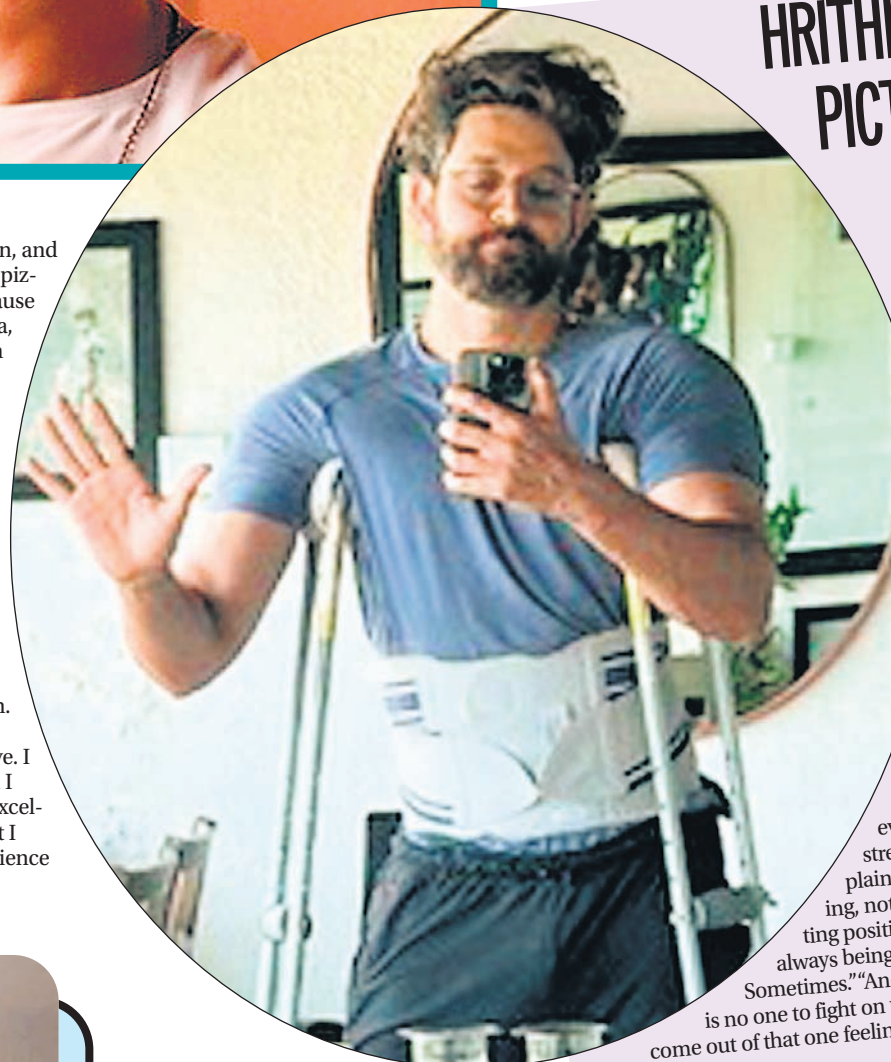 HRITH
PICT
n, and
piz-
ause
a,
n.
ve. I
I
xcel-
t I
ience
ev
stre
plain
ing, not
ting positi
always being
Sometimes.” “An
is no one to fight on
come out of that one feelin